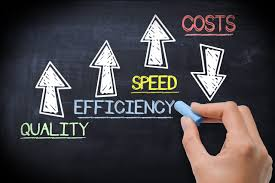 COSTS
SPEED
EFFICIENCY
QUALITY